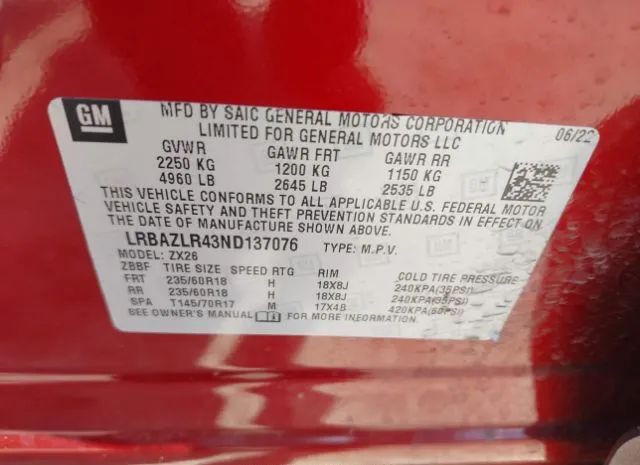 GM
MFD BY SAIC GENERAL MOTORS CORPORATION 06/22
LIMITED FOR GENERAL MOTORS LLC
GVWR GAWR FRT GAWR RR
2250 KG 1200 KG 1150 KG
4960 LB 2645 LB 2535 LB
THIS VEHICLE CONFORMS TO ALL APPLICABLE U.S. FEDERAL MOTOR
VEHICLE SAFETY AND THEFT PREVENTION STANDARDS IN EFFECT ON
THE DATE OF MANUFACTURE SHOWN ABOVE.
LRBAZLR43ND137076 TYPE: M.P.V.
MODEL: ZX26
ZBBF TIRE SIZE SPEED RTG RIM COLD TIRE PRESSURE
FRT 235/60R18 H 18X8J 240KPA(35PSI)
RR 235/60R18 H 18X8J 240KPA(35PSI)
SPA T145/70R17 M 17X4B 420KPA(60PSI)
SEE OWNER'S MANUAL FOR MORE INFORMATION